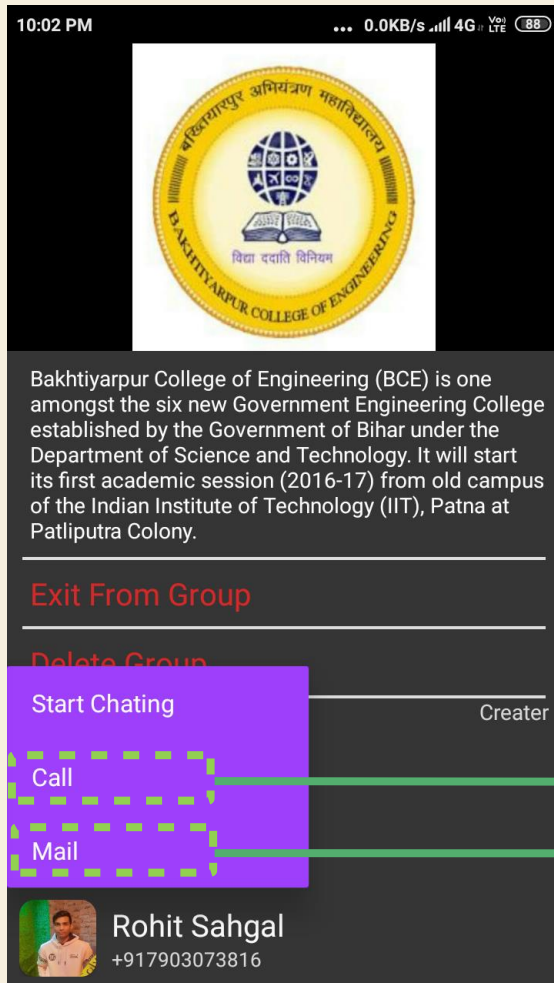 10:02 PM
... 0.0KB/s 4G Vo) LTE 88
बख्तियारपुर अभियंत्रण महाविद्यालय
विद्या ददाति विनियम
BAKHTIYARPUR COLLEGE OF ENGINEERING
Bakhtiyarpur College of Engineering (BCE) is one
amongst the six new Government Engineering College
established by the Government of Bihar under the
Department of Science and Technology. It will start
its first academic session (2016-17) from old campus
of the Indian Institute of Technology (IIT), Patna at
Patliputra Colony.
Exit From Group
Delete Group
Start Chating
Creater
Call
Mail
Rohit Sahgal
+917903073816